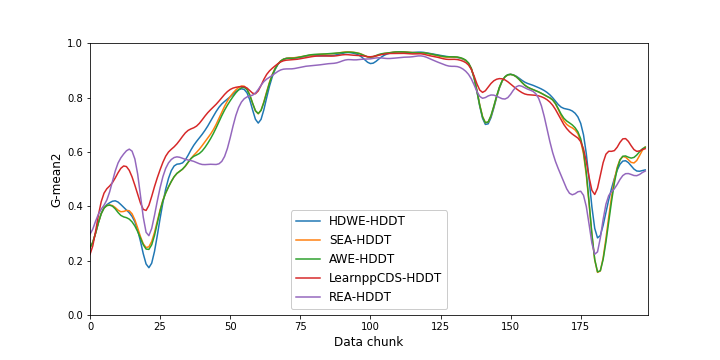 1.0
0.8
0.6
0.4
0.2
0.0
G-mean2
HDWE-HDDT
SEA-HDDT
AWE-HDDT
LearnppCDS-HDDT
REA-HDDT
0 25 50 75 100 125 150 175
Data chunk